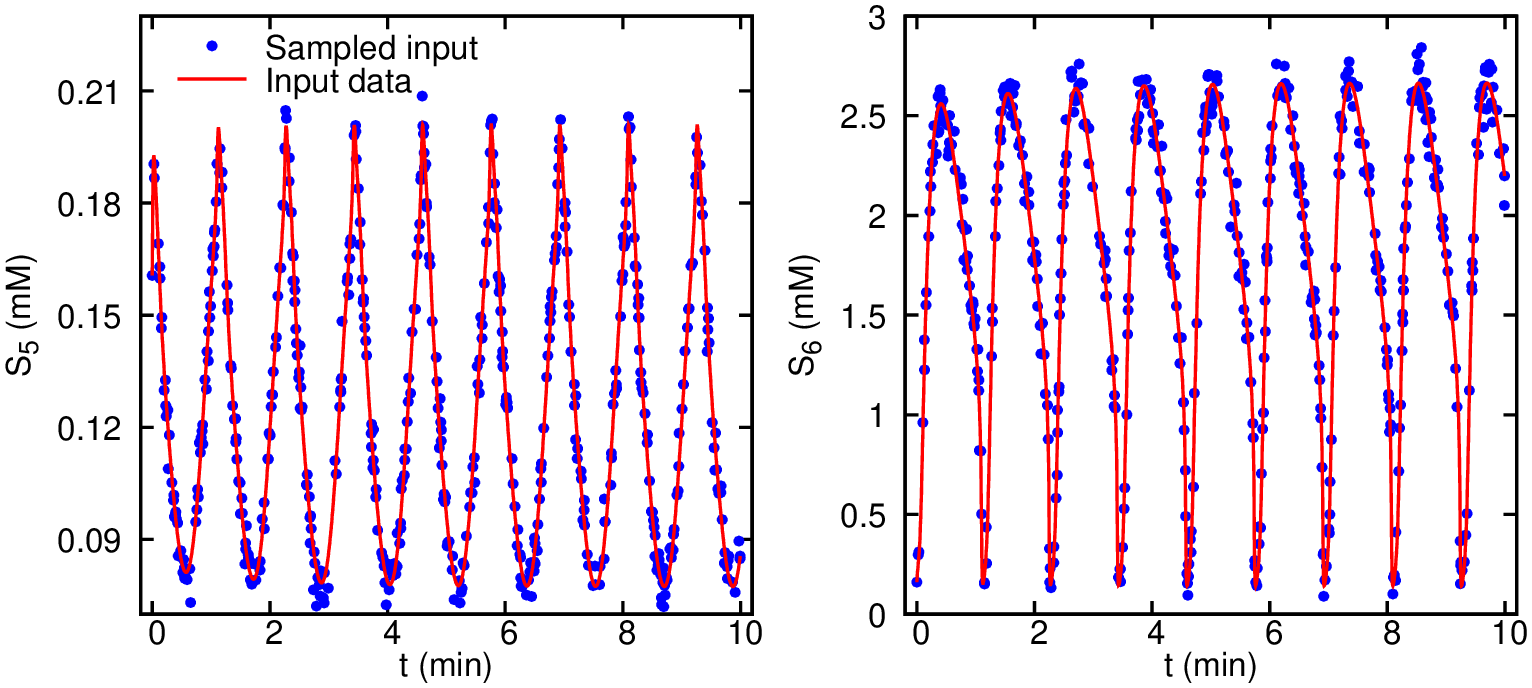 Sampled input
Input data
0.21
0.18
0.15
0.12
0.09
S5 (mM)
0 2 4 6 8 10
t (min)
3
2.5
2
1.5
1
0.5
0
S6 (mM)
0 2 4 6 8 10
t (min)